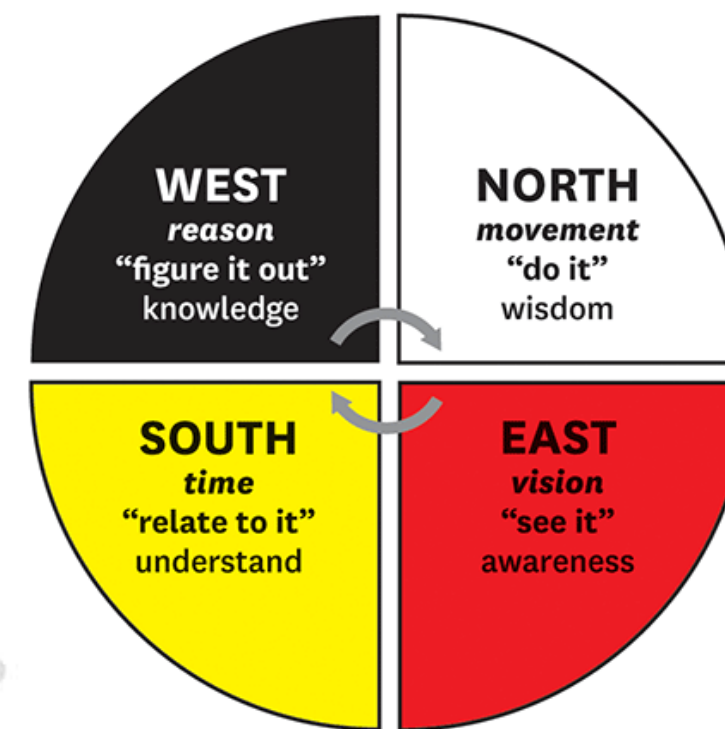 WEST
reason
“figure it out”
knowledge
NORTH
movement
“do it”
wisdom
SOUTH
time
“relate to it”
understand
EAST
vision
“see it”
awareness